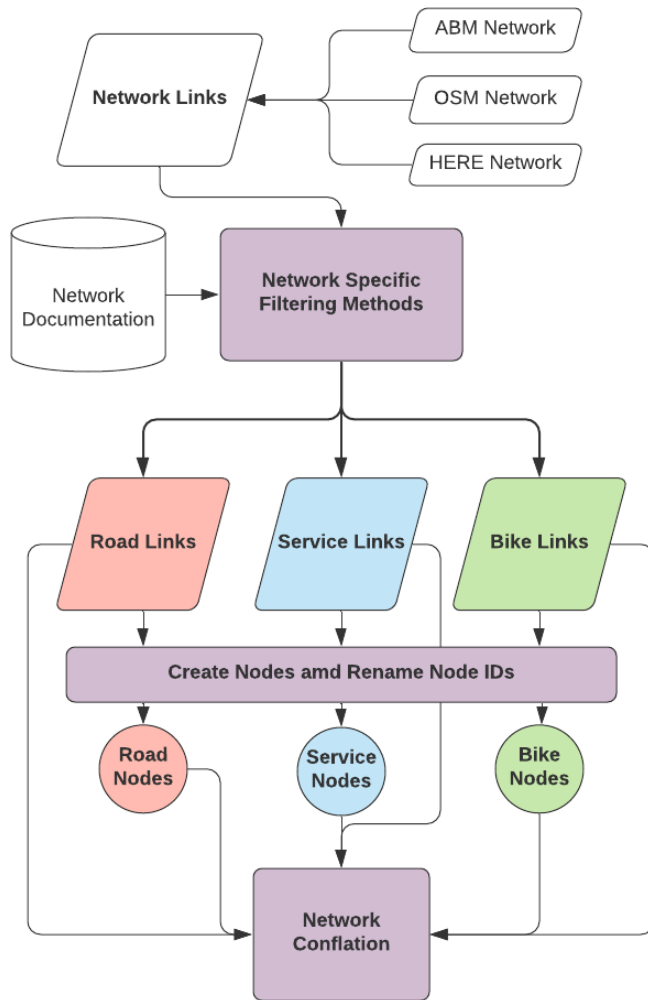 ABM Network
Network Links
OSM Network
HERE Network
Network Specific
Filtering Methods
Network
Documentation
Road Links
Service Links
Bike Links
Create Nodes amd Rename Node IDs
Road
Nodes
Service
Nodes
Bike
Nodes
Network
Conflation